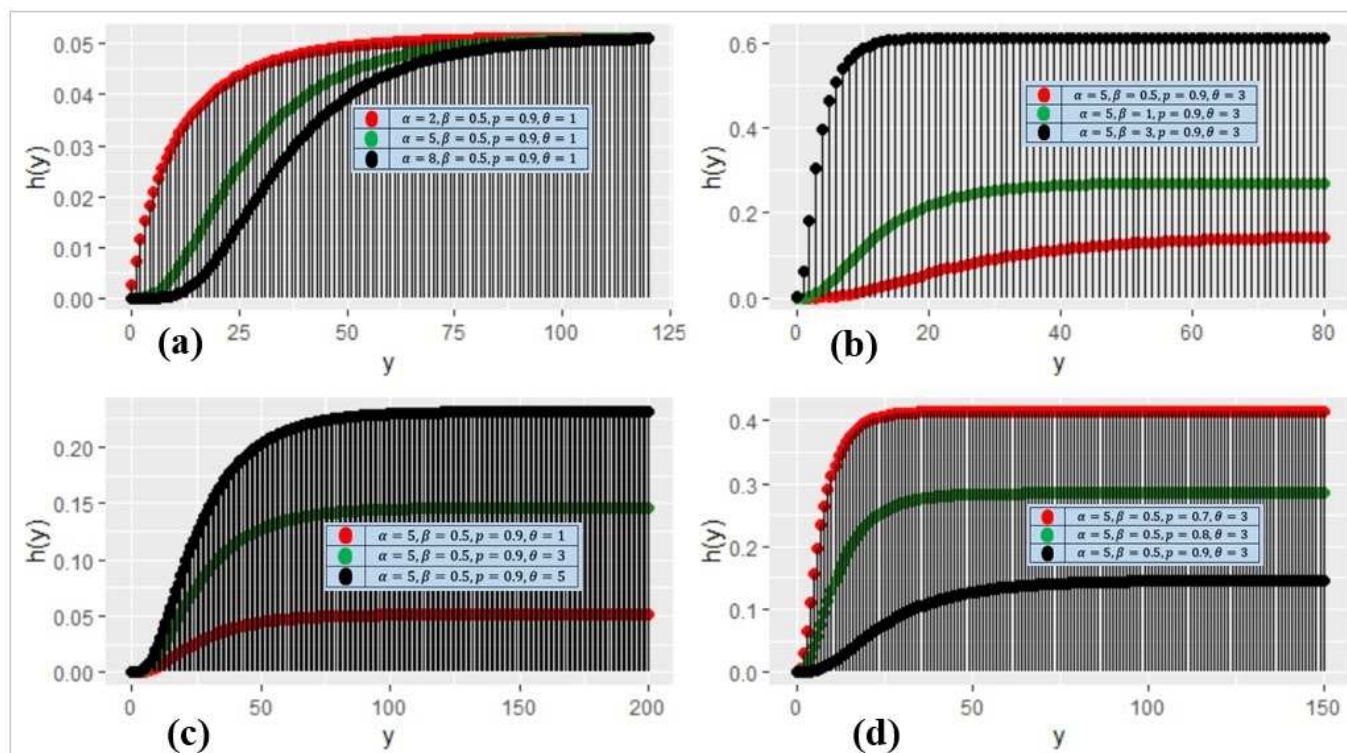 0.05
0.04
0.03
0.02
0.01
0.00
h(y)
α = 2, β = 0.5, p = 0.9, θ = 1
α = 5, β = 0.5, p = 0.9, θ = 1
α = 8, β = 0.5, p = 0.9, θ = 1
0 25 50 75 100 125
(a)
y
0.6
0.4
0.2
0.0
h(y)
α = 5, β = 0.5, p = 0.9, θ = 3
α = 5, β = 1, p = 0.9, θ = 3
α = 5, β = 3, p = 0.9, θ = 3
0 20 40 60 80
(b)
y
0.20
0.15
0.10
0.05
0.00
h(y)
α = 5, β = 0.5, p = 0.9, θ = 1
α = 5, β = 0.5, p = 0.9, θ = 3
α = 5, β = 0.5, p = 0.9, θ = 5
0 50 100 150 200
(c)
y
0.4
0.3
0.2
0.1
0.0
h(y)
α = 5, β = 0.5, p = 0.7, θ = 3
α = 5, β = 0.5, p = 0.8, θ = 3
α = 5, β = 0.5, p = 0.9, θ = 3
0 50 100 150
(d)
y